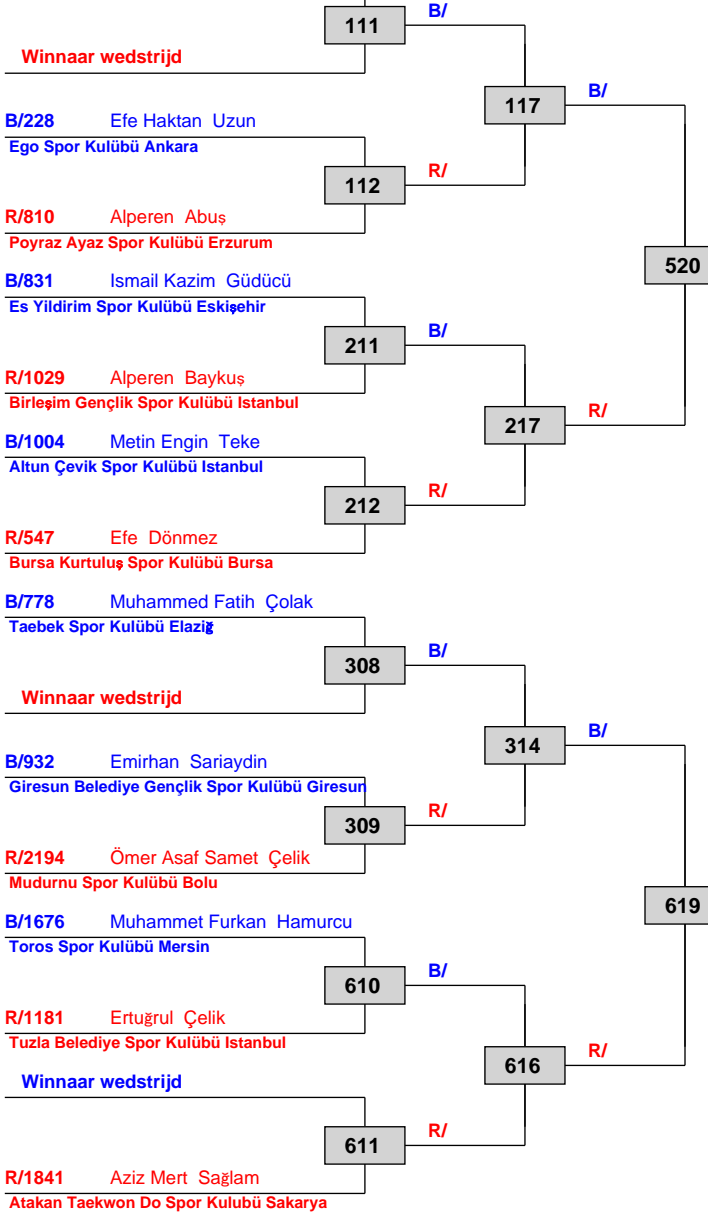 B/
111
Winnaar wedstrijd
B/
117
B/228 Efe Haktan Uzun
Ego Spor Kulübü Ankara
R/
112
R/810 Alperen Abuş
Poyraz Ayaz Spor Kulübü Erzurum
520
B/831 Ismail Kazim Güdücü
Es Yildirim Spor Kulübü Eskişehir
B/
211
R/1029 Alperen Baykuş
Birleşim Gençlik Spor Kulübü Istanbul
R/
217
B/1004 Metin Engin Teke
Altun Çevik Spor Kulübü Istanbul
R/
212
R/547 Efe Dönmez
Bursa Kurtuluş Spor Kulübü Bursa
B/778 Muhammed Fatih Çolak
Taebek Spor Kulübü Elaziğ
B/
308
Winnaar wedstrijd
B/
314
B/932 Emirhan Sariaydin
Giresun Belediye Gençlik Spor Kulübü Giresun
R/
309
R/2194 Ömer Asaf Samet Çelik
Mudurnu Spor Kulübü Bolu
619
B/1676 Muhammet Furkan Hamurcu
Toros Spor Kulübü Mersin
B/
610
R/1181 Ertuğrul Çelik
Tuzla Belediye Spor Kulübü Istanbul
R/
616
Winnaar wedstrijd
R/
611
R/1841 Aziz Mert Sağlam
Atakan Taekwon Do Spor Kulubü Sakarya